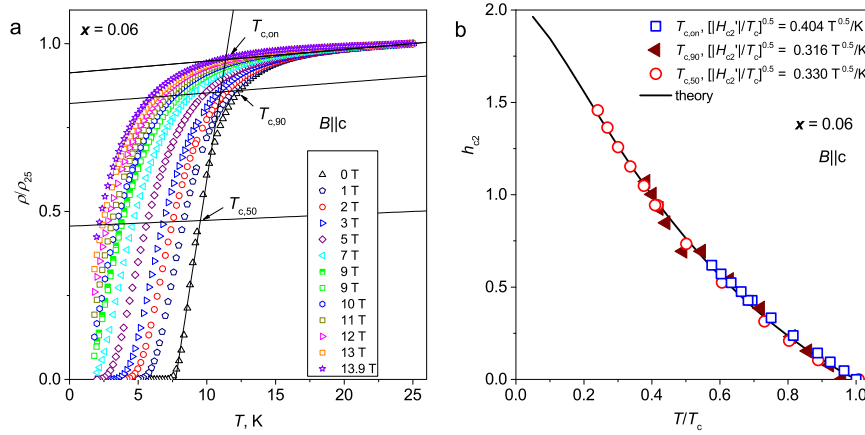 a
x = 0.06
T_c,on
T_c,90
B||c
T_c,50
0 T
1 T
2 T
3 T
5 T
7 T
9 T
9 T
10 T
11 T
12 T
13 T
13.9 T
1.0
0.5
0.0
ρ/ρ_25
0 5 10 15 20 25
T, K
b
T_c,on, [|H_c2'|/T_c]^0.5 = 0.404 T^0.5/K
T_c,90, [|H_c2'|/T_c]^0.5 = 0.316 T^0.5/K
T_c,50, [|H_c2'|/T_c]^0.5 = 0.330 T^0.5/K
theory
x = 0.06
B||c
2.0
1.5
1.0
0.5
0.0
h_c2
0.0 0.2 0.4 0.6 0.8 1.0
T/T_c